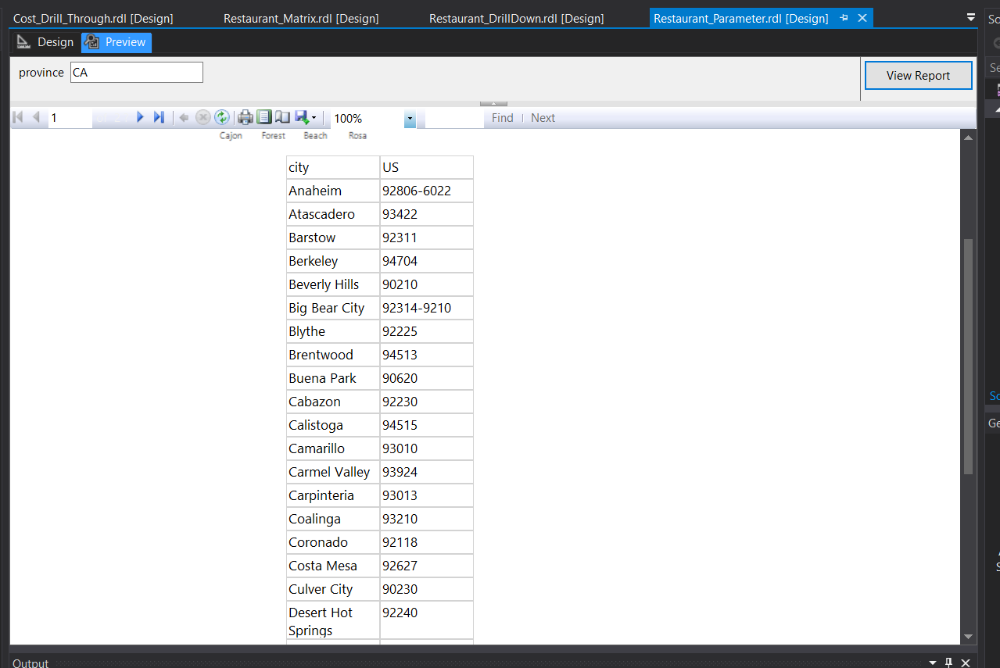 Cost_Drill_Through.rdl [Design] Restaurant_Matrix.rdl [Design] Restaurant_DrillDown.rdl [Design] Restaurant_Parameter.rdl [Design] So
Design Preview
province CA View Report
Se
1 100% Find Next
Cajon Forest Beach Rosa
city US
Anaheim 92806-6022
Atascadero 93422
Barstow 92311
Berkeley 94704
Beverly Hills 90210
Big Bear City 92314-9210
Blythe 92225
Brentwood 94513
Buena Park 90620
Cabazon 92230
Calistoga 94515
Camarillo 93010
Carmel Valley 93924
Carpinteria 93013
Coalinga 93210
Coronado 92118
Costa Mesa 92627
Culver City 90230
Desert Hot 92240
Springs
So
Ge
Output